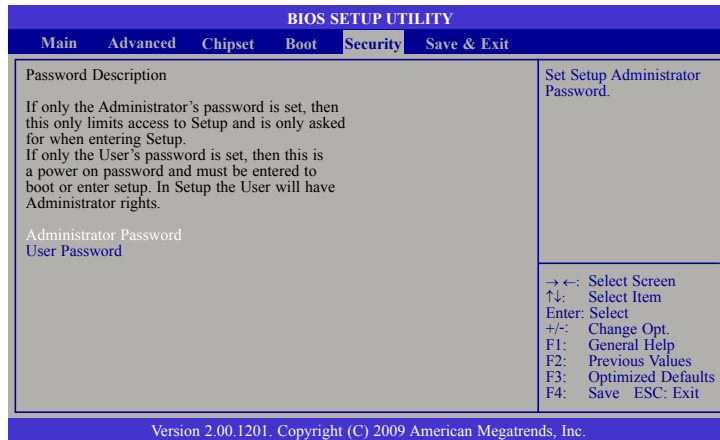 BIOS SETUP UTILITY
Main Advanced Chipset Boot Security Save & Exit
Password Description
If only the Administrator's password is set, then
this only limits access to Setup and is only asked
for when entering Setup.
If only the User's password is set, then this is
a power on password and must be entered to
boot or enter setup. In Setup the User will have
Administrator rights.
Administrator Password
User Password
Set Setup Administrator
Password.
→ ←: Select Screen
↑↓: Select Item
Enter: Select
+/-: Change Opt.
F1: General Help
F2: Previous Values
F3: Optimized Defaults
F4: Save ESC: Exit
Version 2.00.1201. Copyright (C) 2009 American Megatrends, Inc.